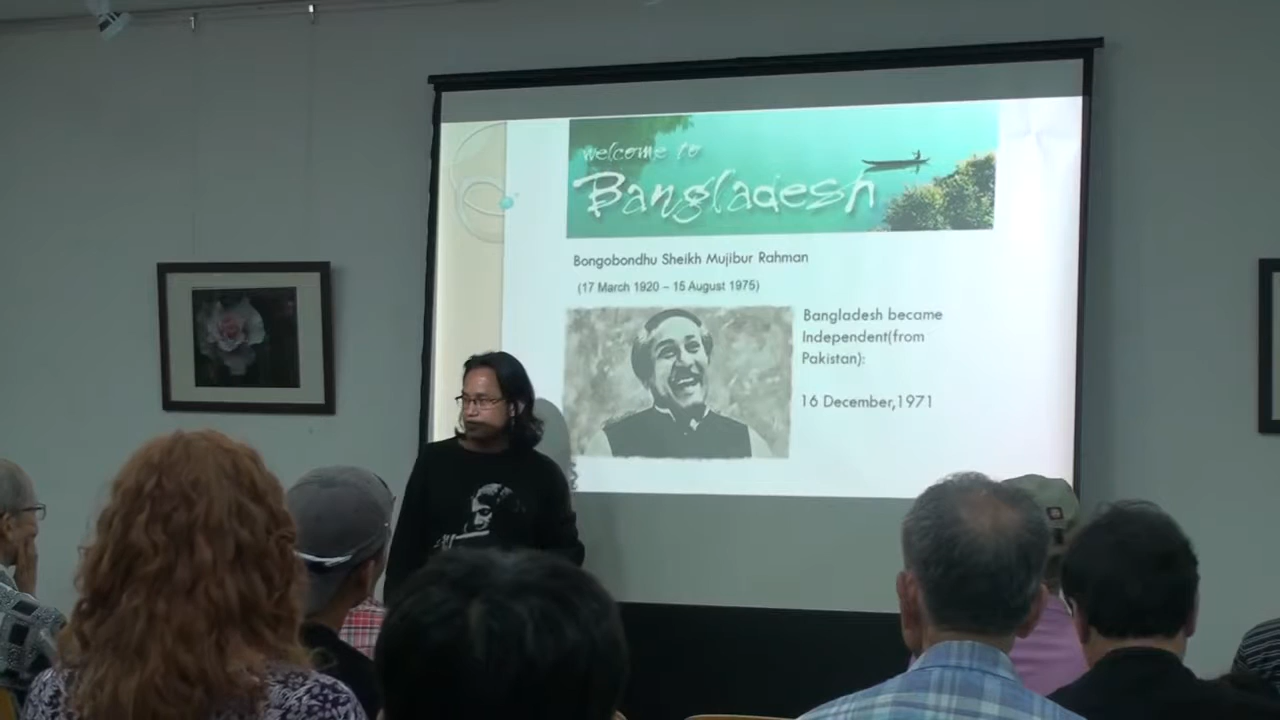 welcome to
Bangladesh
Bongobondhu Sheikh Mujibur Rahman
(17 March 1920 – 15 August 1975)
Bangladesh became
Independent(from
Pakistan):
16 December,1971